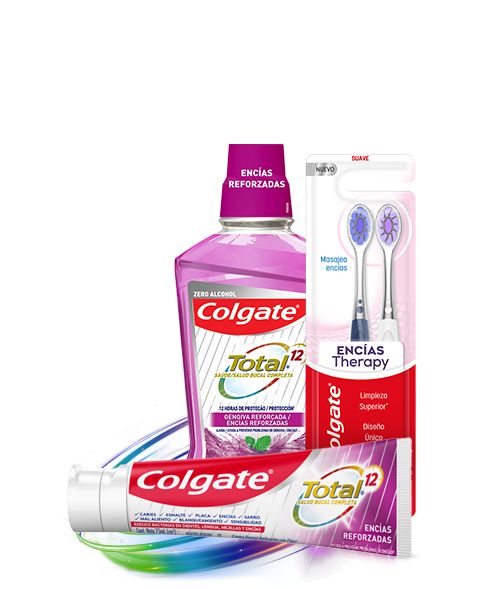 ENCÍAS
REFORZADAS
ZERO ALCOHOL
Colgate
Total 12
SAÚDE/SALUD BUCAL COMPLETA
12 HORAS DE PROTEÇÃO / PROTECCIÓN
GENGIVA REFORÇADA /
ENCÍAS REFORZADAS
SUAVE
NUEVO
Masajea
encías
ENCÍAS
Therapy
Colgate
Limpieza
Superior*
Diseño
Único
Colgate
CARIES ESMALTE PLACA ENCÍAS SARRO
MAL ALIENTO BLANQUEAMIENTO SENSIBILIDAD
REDUCE BACTERIAS EN DIENTES, LENGUA, MEJILLAS Y ENCÍAS
Total 12
SALUD BUCAL COMPLETA
ENCÍAS
REFORZADAS